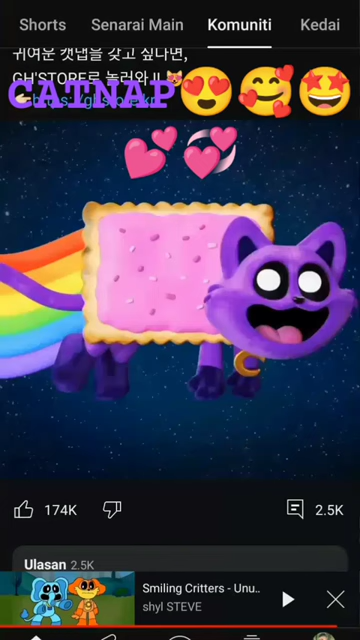 Shorts Senarai Main Komuniti Kedai
귀여운 캣냅을 갖고 싶다면,
GH'STORE로 놀러와!!
CATNAP
174K 2.5K
Ulasan 2.5K
Smiling Critters - Unu..
shyl STEVE